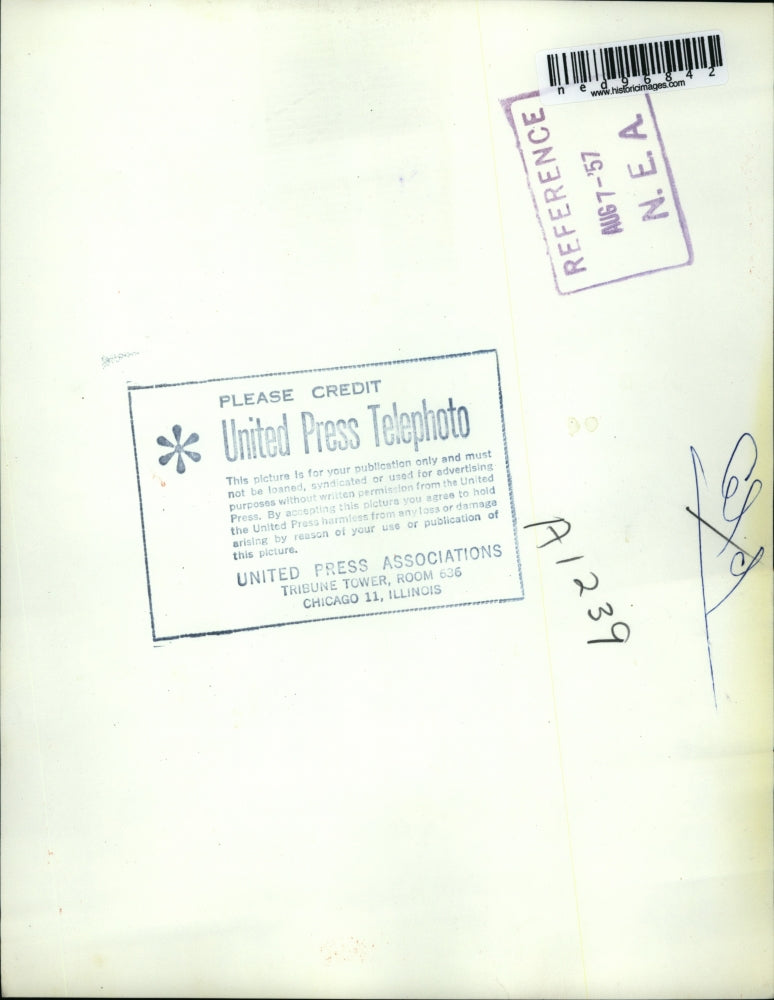 ned96842
www.historicimages.com
REFERENCE
AUG 7-'57
N.E.A.
PLEASE CREDIT
United Press Telephoto
This picture is for your publication only and must
not be loaned, syndicated or used for advertising
purposes without written permission from the United
Press. By accepting this picture you agree to hold
the United Press harmless from any loss or damage
arising by reason of your use or publication of
this picture.
UNITED PRESS ASSOCIATIONS
TRIBUNE TOWER, ROOM 636
CHICAGO 11, ILLINOIS
A1239